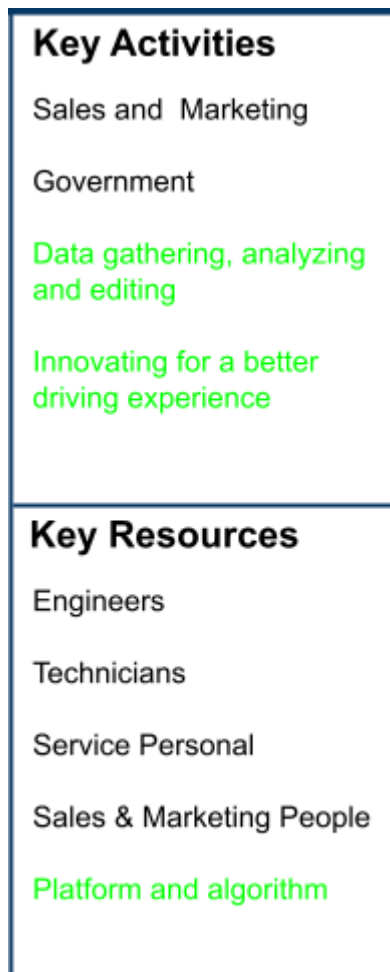 Key Activities
Sales and  Marketing
Government
Data gathering, analyzing
and editing
Innovating for a better
driving experience
Key Resources
Engineers
Technicians
Service Personal
Sales & Marketing People
Platform and algorithm